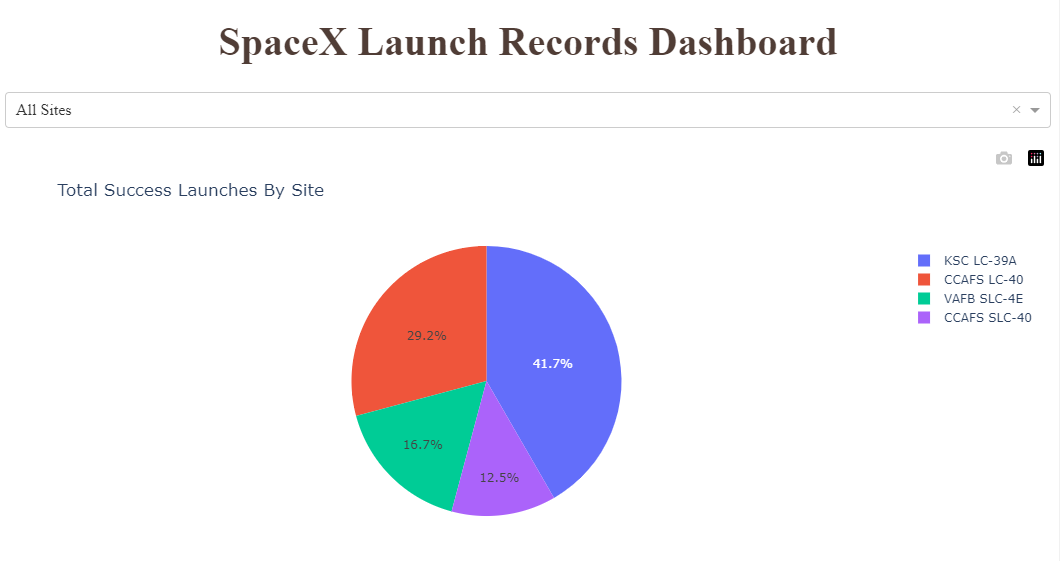 SpaceX Launch Records Dashboard
All Sites
Total Success Launches By Site
KSC LC-39A
CCAFS LC-40
VAFB SLC-4E
CCAFS SLC-40
29.2%
41.7%
16.7%
12.5%